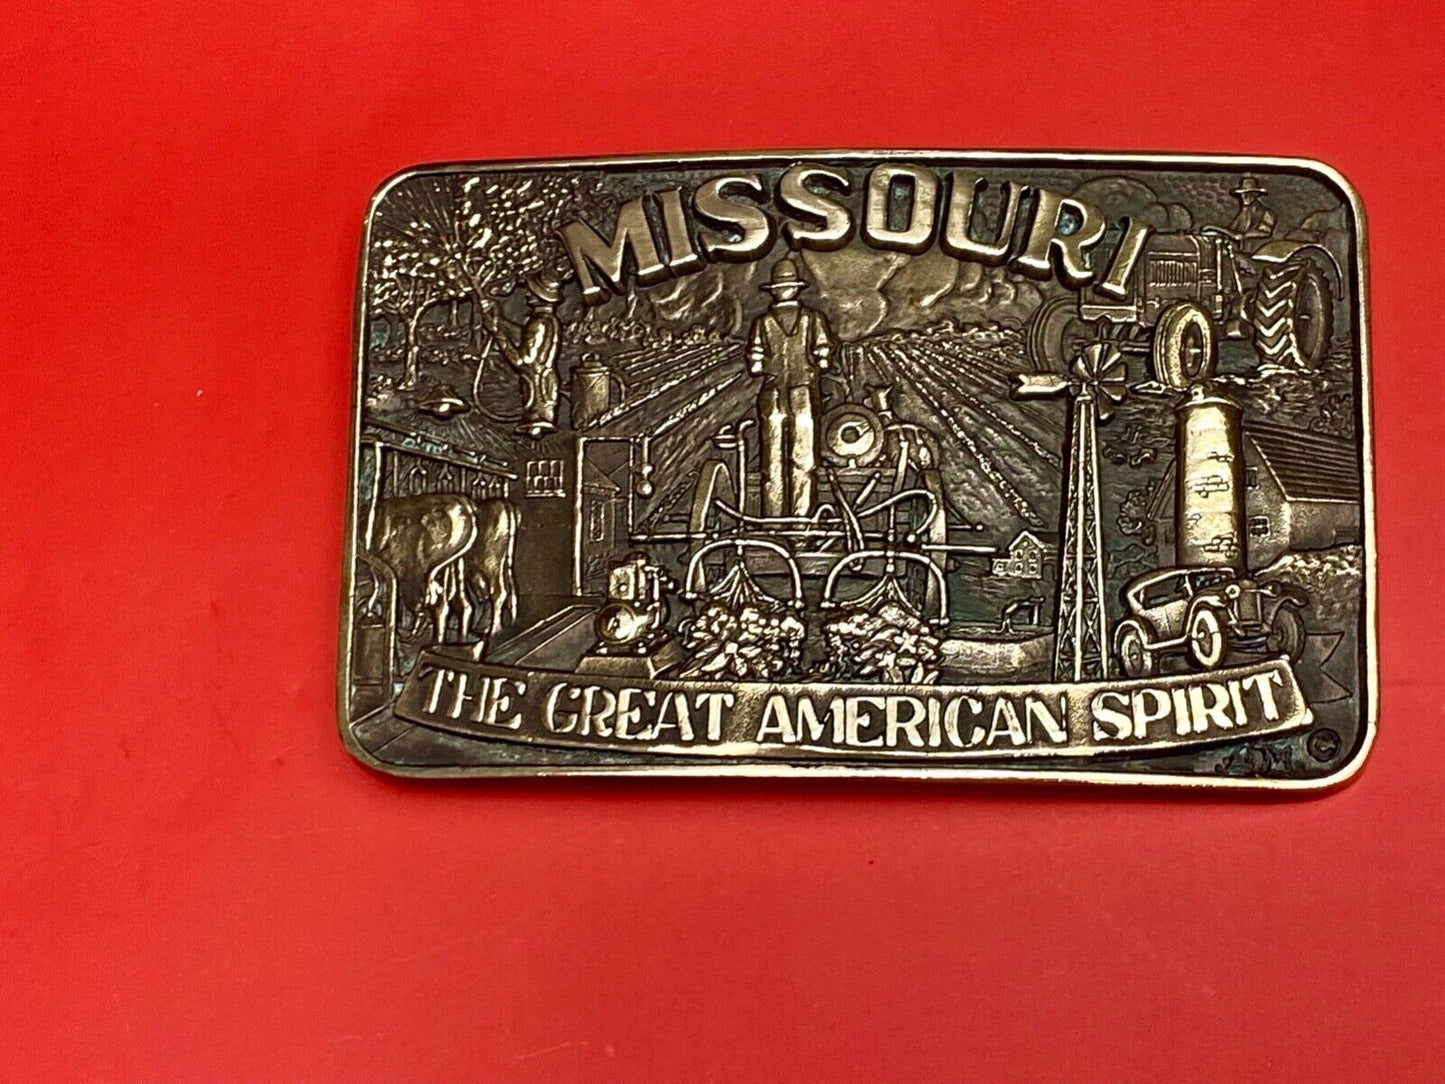 MISSOURI
THE GREAT AMERICAN SPIRIT
©